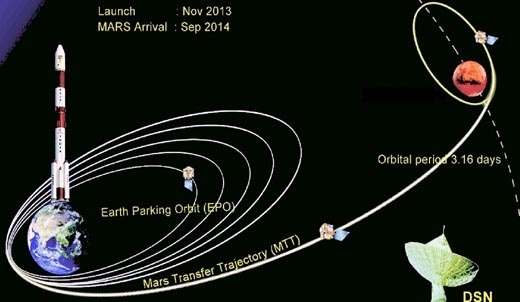 Launch : Nov 2013
MARS Arrival : Sep 2014
Orbital period 3.16 days
Earth Parking Orbit (EPO)
Mars Transfer Trajectory (MTT)
DSN